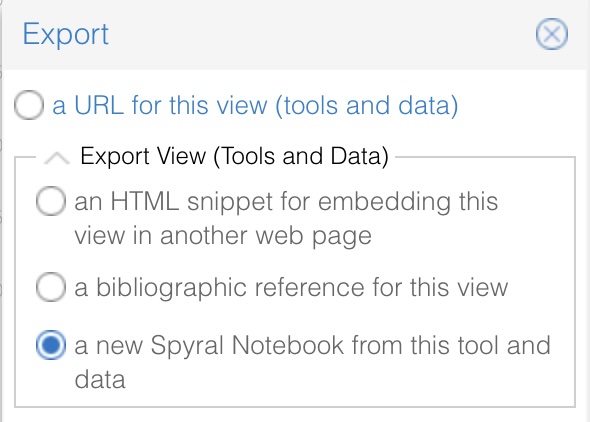 Export
a URL for this view (tools and data)
Export View (Tools and Data)
an HTML snippet for embedding this
view in another web page
a bibliographic reference for this view
a new Spyral Notebook from this tool and
data